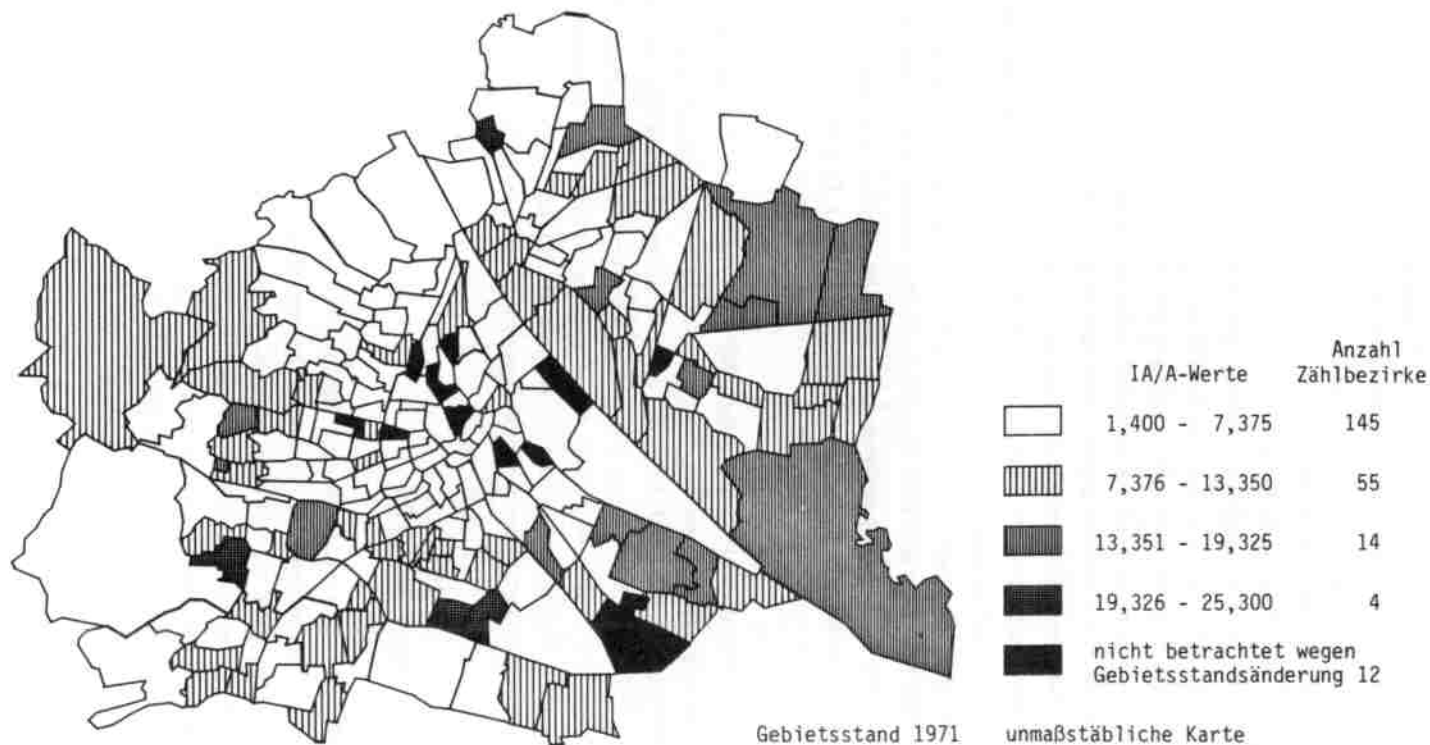 Anzahl
IA/A-Werte Zählbezirke
1,400 - 7,375 145
7,376 - 13,350 55
13,351 - 19,325 14
19,326 - 25,300 4
nicht betrachtet wegen
Gebietsstandsänderung 12
Gebietsstand 1971 unmaßstäbliche Karte